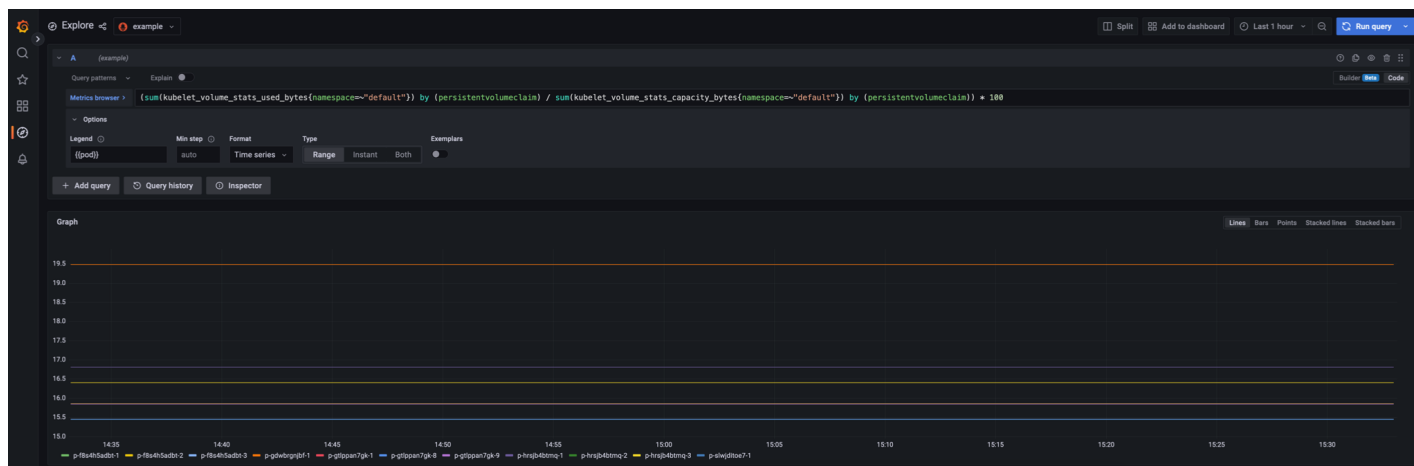 Explore example Split Add to dashboard Last 1 hour Run query
A (example)
Query patterns Explain Builder Beta Code
Metrics browser > (sum(kubelet_volume_stats_used_bytes{namespace=~"default"}) by (persistentvolumeclaim) / sum(kubelet_volume_stats_capacity_bytes{namespace=~"default"}) by (persistentvolumeclaim)) * 100
Options
Legend Min step Format Type Exemplars
{{pod}} auto Time series Range Instant Both
+ Add query Query history Inspector
Graph Lines Bars Points Stacked lines Stacked bars
19.5
19.0
18.5
18.0
17.5
17.0
16.5
16.0
15.5
15.0
14:35 14:40 14:45 14:50 14:55 15:00 15:05 15:10 15:15 15:20 15:25 15:30
p-f8s4h5adbt-1 p-f8s4h5adbt-2 p-f8s4h5adbt-3 p-gdwbrgnjbf-1 p-gtlppan7gk-1 p-gtlppan7gk-8 p-gtlppan7gk-9 p-hrsjb4btmq-1 p-hrsjb4btmq-2 p-hrsjb4btmq-3 p-slwjditoe7-1